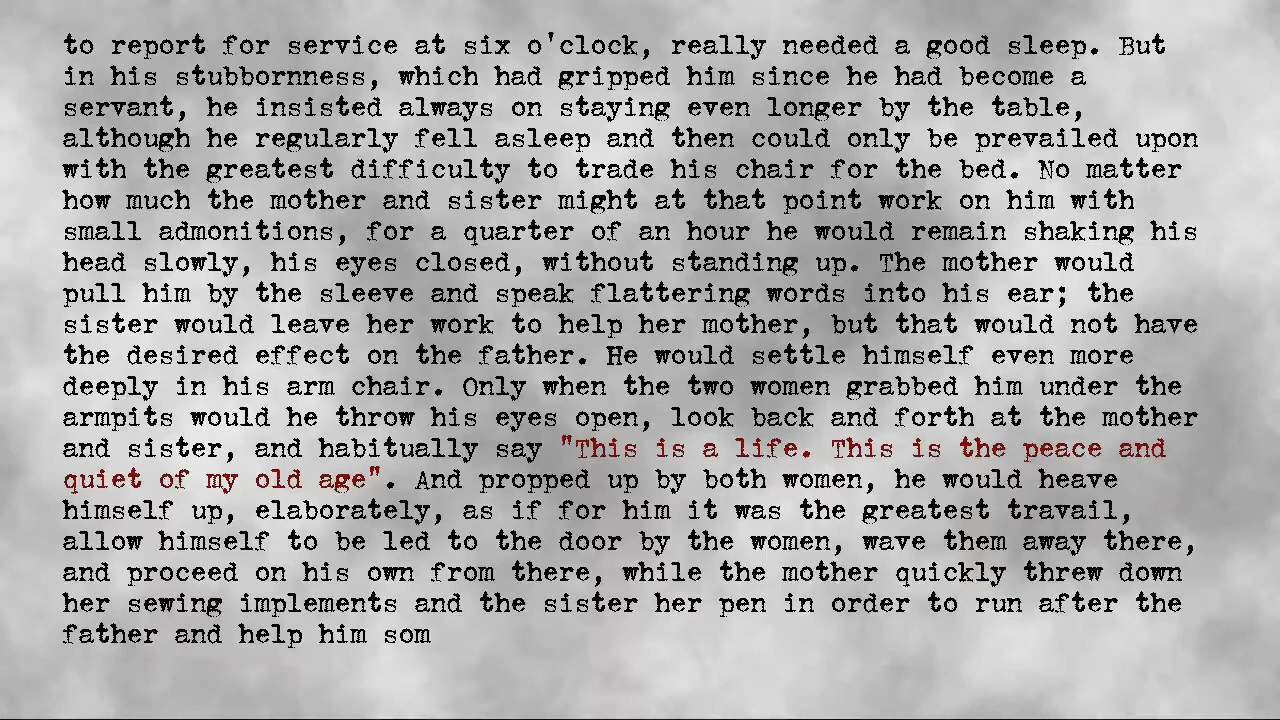 to report for service at six o'clock, really needed a good sleep. But
in his stubbornness, which had gripped him since he had become a
servant, he insisted always on staying even longer by the table,
although he regularly fell asleep and then could only be prevailed upon
with the greatest difficulty to trade his chair for the bed. No matter
how much the mother and sister might at that point work on him with
small admonitions, for a quarter of an hour he would remain shaking his
head slowly, his eyes closed, without standing up. The mother would
pull him by the sleeve and speak flattering words into his ear; the
sister would leave her work to help her mother, but that would not have
the desired effect on the father. He would settle himself even more
deeply in his arm chair. Only when the two women grabbed him under the
armpits would he throw his eyes open, look back and forth at the mother
and sister, and habitually say "This is a life. This is the peace and
quiet of my old age". And propped up by both women, he would heave
himself up, elaborately, as if for him it was the greatest travail,
allow himself to be led to the door by the women, wave them away there,
and proceed on his own from there, while the mother quickly threw down
her sewing implements and the sister her pen in order to run after the
father and help him som